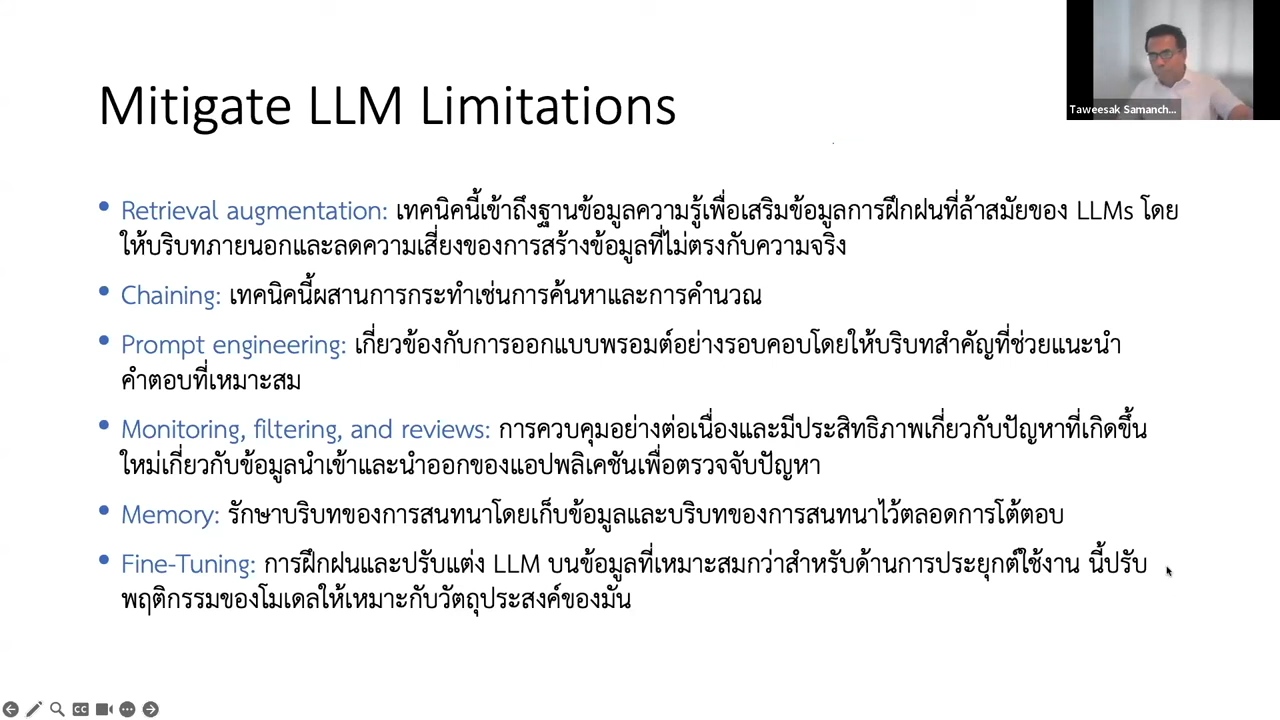 Mitigate LLM Limitations
Taweesak Samanch...
• Retrieval augmentation: เทคนิคนี้เข้าถึงฐานข้อมูลความรู้เพื่อเสริมข้อมูลการฝึกฝนที่ล้าสมัยของ LLMs โดย
ให้บริบทภายนอกและลดความเสี่ยงของการสร้างข้อมูลที่ไม่ตรงกับความจริง
• Chaining: เทคนิคนี้ผสานการกระทำเช่นการค้นหาและการคำนวณ
• Prompt engineering: เกี่ยวข้องกับการออกแบบพรอมต์อย่างรอบคอบโดยให้บริบทสำคัญที่ช่วยแนะนำ
คำตอบที่เหมาะสม
• Monitoring, filtering, and reviews: การควบคุมอย่างต่อเนื่องและมีประสิทธิภาพเกี่ยวกับปัญหาที่เกิดขึ้น
ใหม่เกี่ยวกับข้อมูลนำเข้าและนำออกของแอปพลิเคชันเพื่อตรวจจับปัญหา
• Memory: รักษาบริบทของการสนทนาโดยเก็บข้อมูลและบริบทของการสนทนาไว้ตลอดการโต้ตอบ
• Fine-Tuning: การฝึกฝนและปรับแต่ง LLM บนข้อมูลที่เหมาะสมกว่าสำหรับด้านการประยุกต์ใช้งาน นี้ปรับ
พฤติกรรมของโมเดลให้เหมาะกับวัตถุประสงค์ของมัน
CC